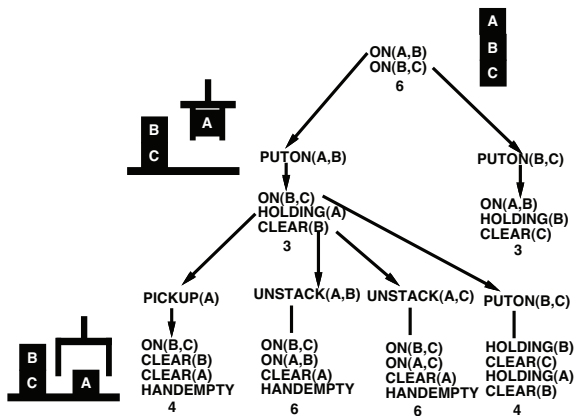 A
B
C
ON(A,B)
ON(B,C)
6
A
B
C
PUTON(A,B)
PUTON(B,C)
ON(B,C)
HOLDING(A)
CLEAR(B)
3
ON(A,B)
HOLDING(B)
CLEAR(C)
3
PICKUP(A)
UNSTACK(A,B)
UNSTACK(A,C)
PUTON(B,C)
B
C
A
ON(B,C)
CLEAR(B)
CLEAR(A)
HANDEMPTY
4
ON(B,C)
ON(A,B)
CLEAR(A)
HANDEMPTY
6
ON(B,C)
ON(A,C)
CLEAR(A)
HANDEMPTY
6
HOLDING(B)
CLEAR(C)
HOLDING(A)
CLEAR(B)
4